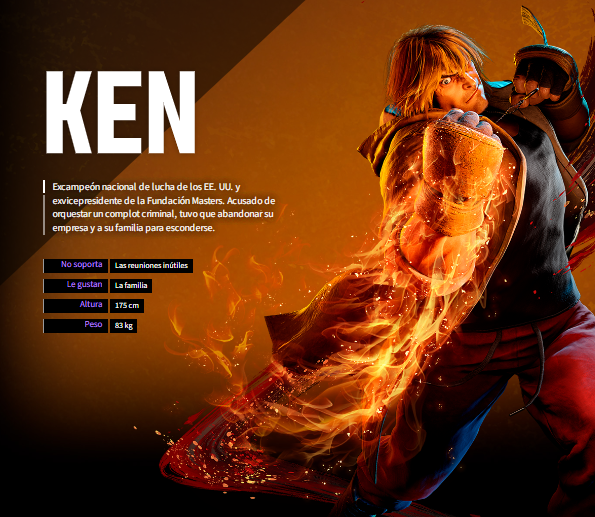 KEN
Excampeón nacional de lucha de los EE. UU. y
exvicepresidente de la Fundación Masters. Acusado de
orquestar un complot criminal, tuvo que abandonar su
empresa y a su familia para esconderse.
No soporta Las reuniones inútiles
Le gustan La familia
Altura 175 cm
Peso 83 kg